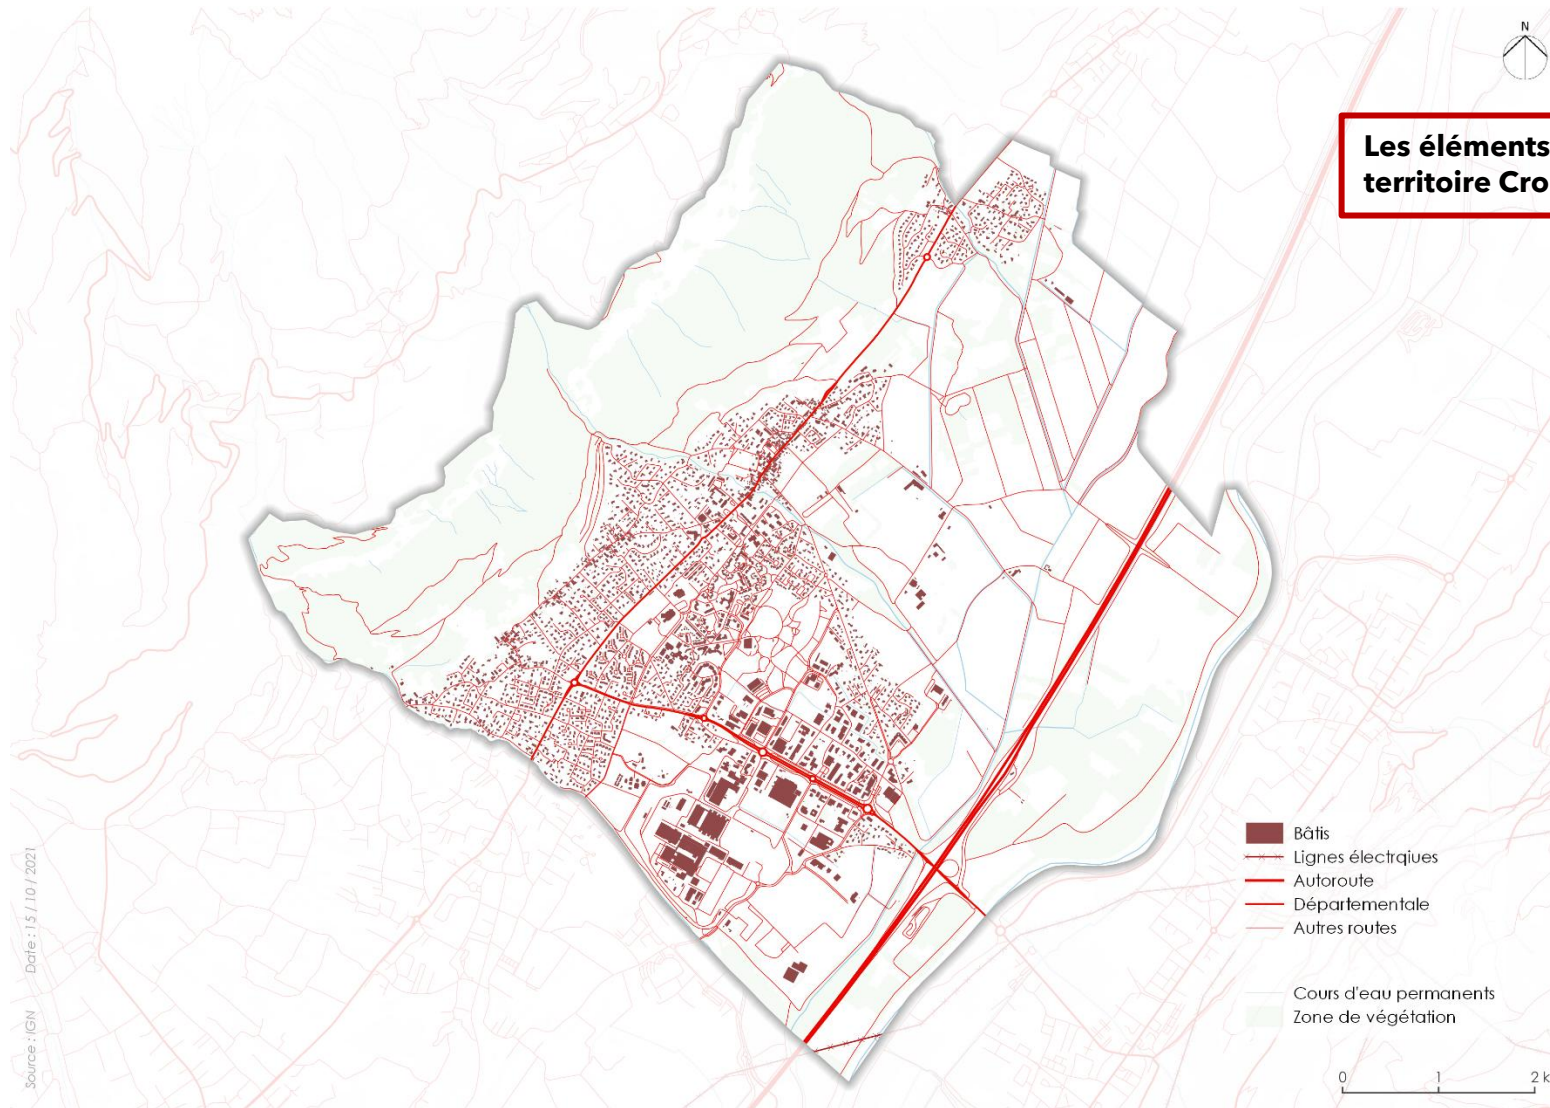 N
Les éléments
territoire Cro
Bâtis
Lignes électrqiues
Autoroute
Départementale
Autres routes
Cours d'eau permanents
Zone de végétation
0 1 2 k
Source : IGN Date : 15 / 10 / 2021